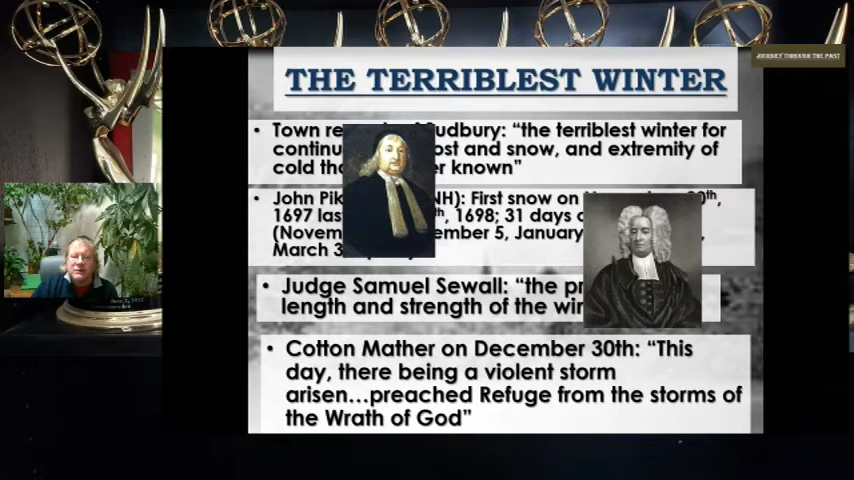 JOURNEY THROUGH THE PAST
THE TERRIBLEST WINTER
• Town re udbury: “the terriblest winter for
continu ost and snow, and extremity of
cold tha er known”
• John Pik NH): First snow on th,
1697 las th, 1698; 31 days
(Novem ember 5, January
March 3
• Judge Samuel Sewall: “the pr
length and strength of the win
• Cotton Mather on December 30th: “This
day, there being a violent storm
arisen…preached Refuge from the storms of
the Wrath of God”